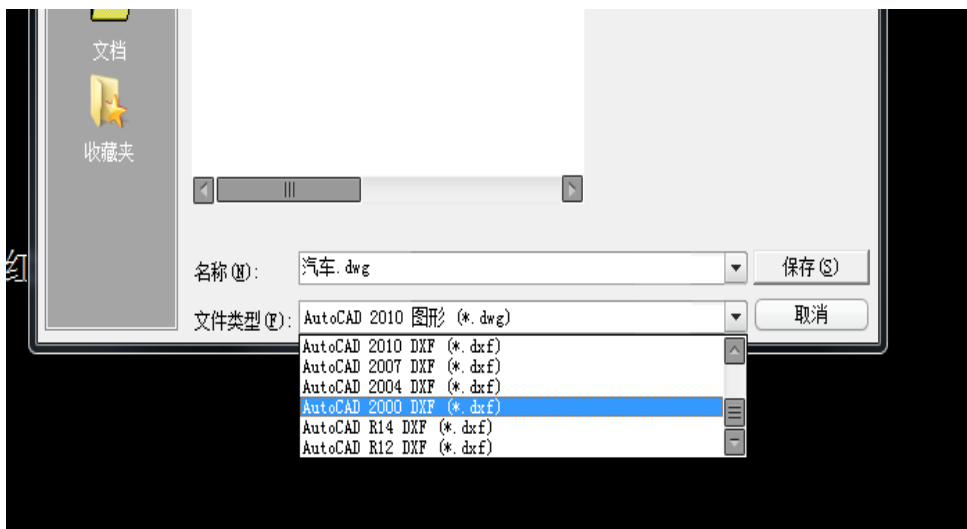 文档
收藏夹
红
名称(N):
汽车.dwg
保存(S)
文件类型(F):
AutoCAD 2010 图形 (*.dwg)
取消
AutoCAD 2010 DXF (*.dxf)
AutoCAD 2007 DXF (*.dxf)
AutoCAD 2004 DXF (*.dxf)
AutoCAD 2000 DXF (*.dxf)
AutoCAD R14 DXF (*.dxf)
AutoCAD R12 DXF (*.dxf)